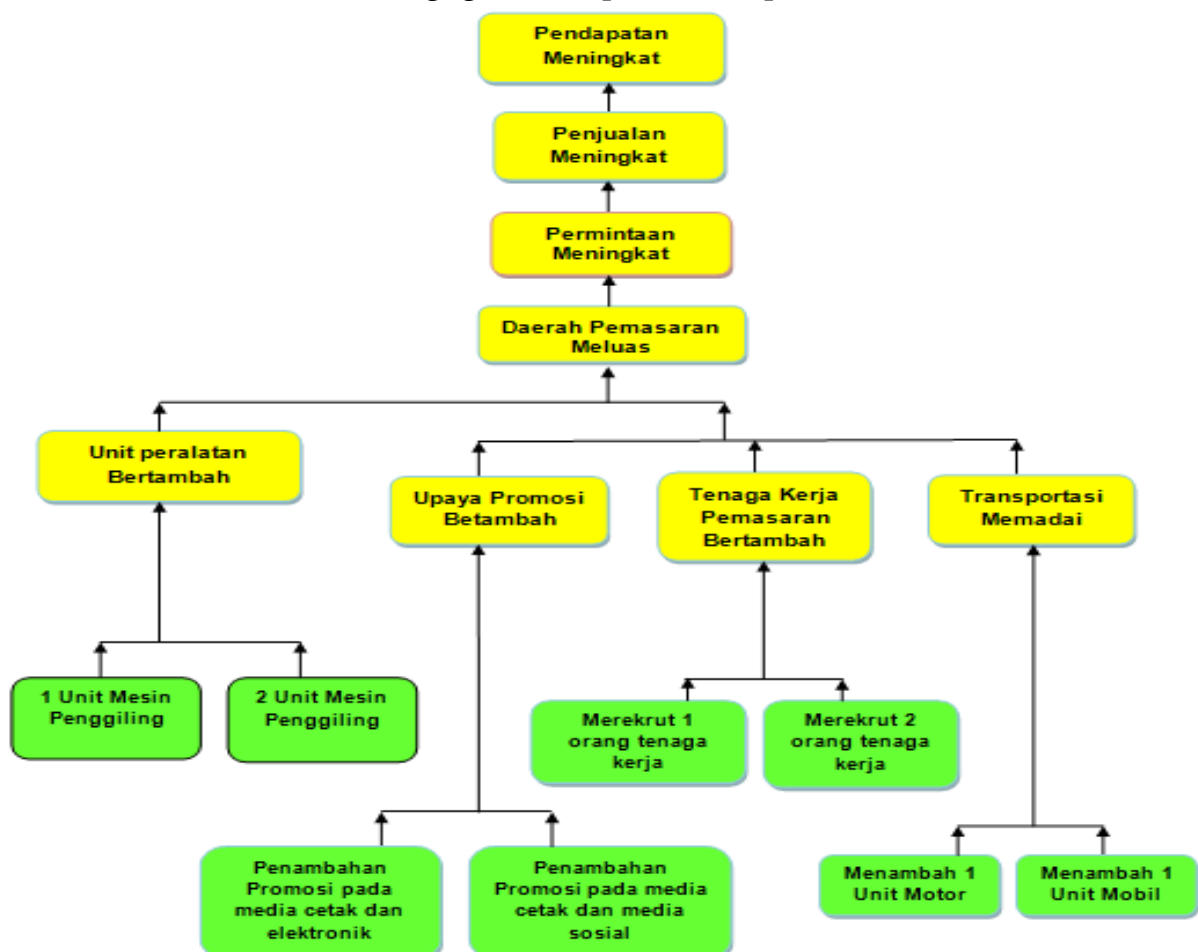 Pendapatan
Meningkat
Penjualan
Meningkat
Permintaan
Meningkat
Daerah Pemasaran
Meluas
Unit peralatan
Bertambah
Upaya Promosi
Betambah
Tenaga Kerja
Pemasaran
Bertambah
Transportasi
Memadai
1 Unit Mesin
Penggiling
2 Unit Mesin
Penggiling
Merekrut 1
orang tenaga
kerja
Merekrut 2
orang tenaga
kerja
Penambahan
Promosi pada
media cetak dan
elektronik
Penambahan
Promosi pada media
cetak dan media
sosial
Menambah 1
Unit Motor
Menambah 1
Unit Mobil